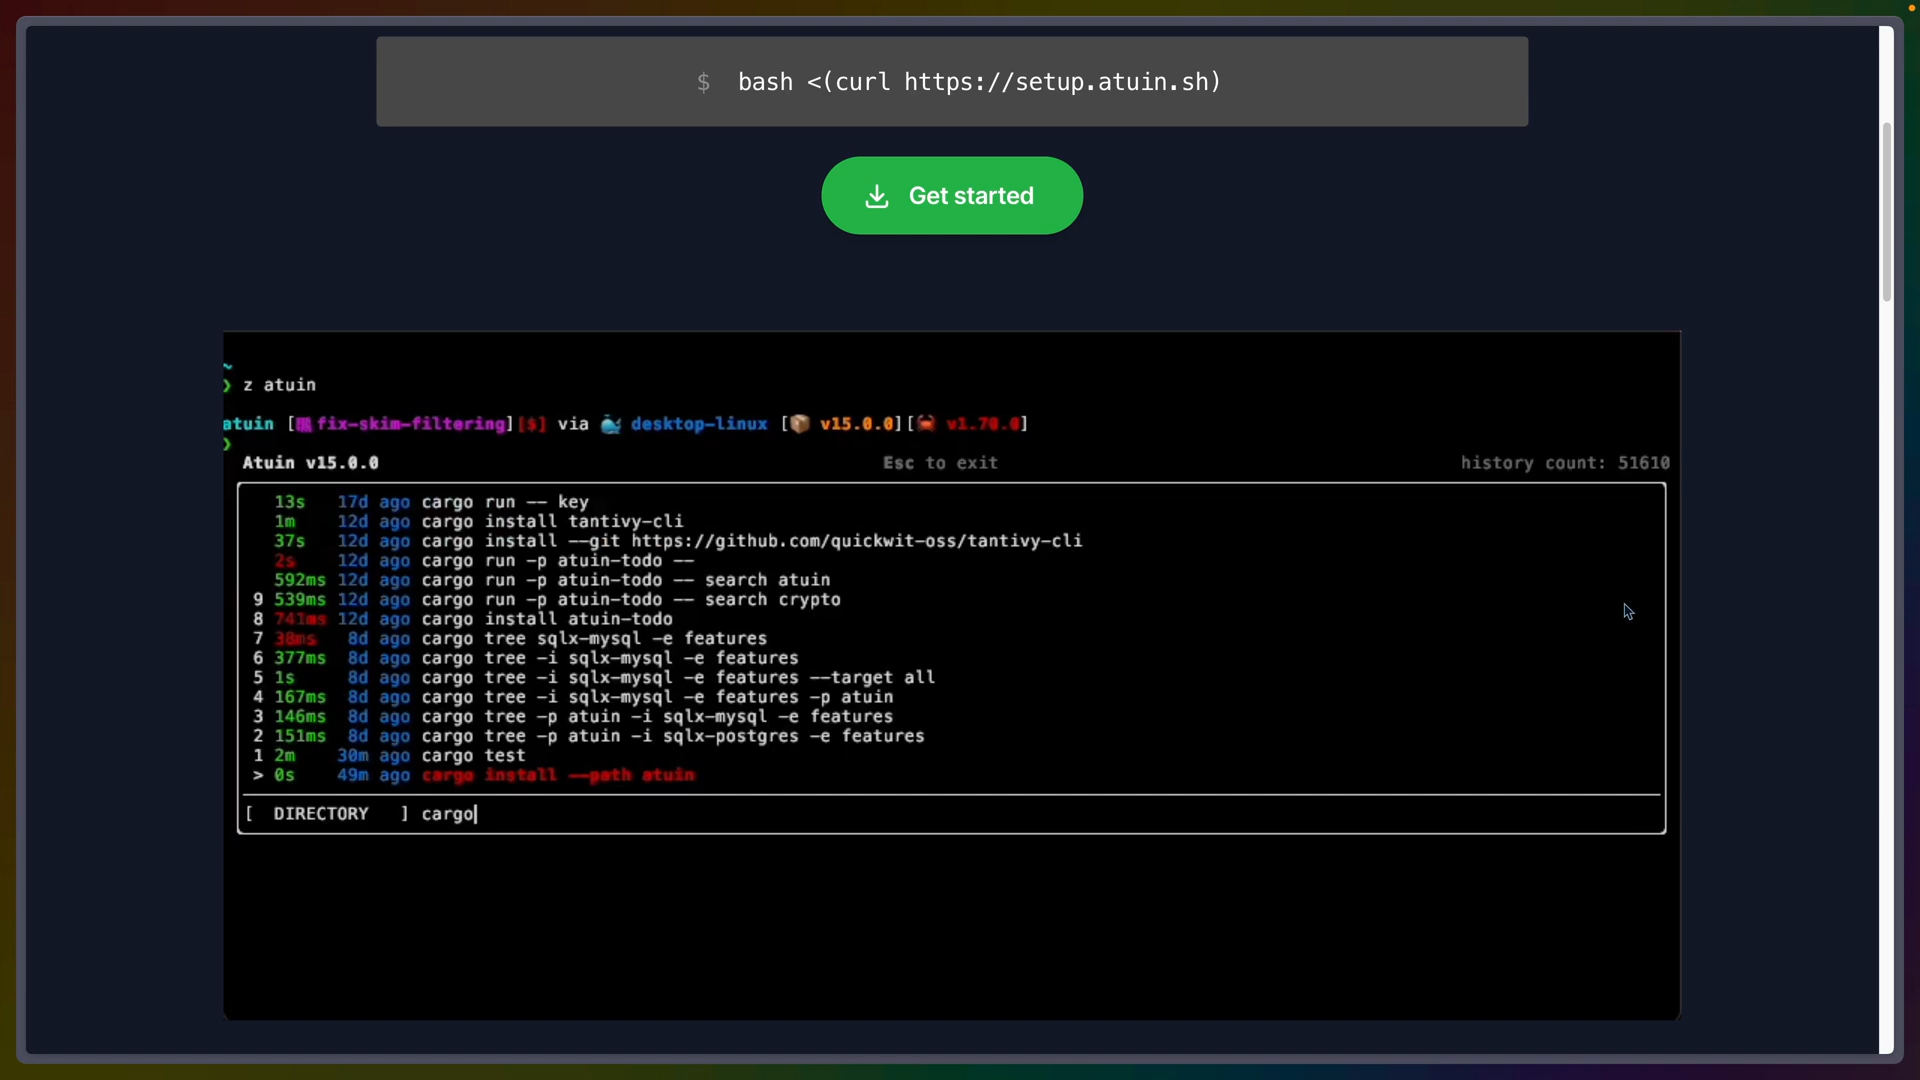 $ bash <(curl https://setup.atuin.sh)
Get started
~
❯ z atuin
atuin [fix-skim-filtering][$] via 🐳 desktop-linux [📦 v15.0.0][🦀 v1.70.0]
❯
Atuin v15.0.0 Esc to exit history count: 51610
13s 17d ago cargo run -- key
1m 12d ago cargo install tantivy-cli
37s 12d ago cargo install --git https://github.com/quickwit-oss/tantivy-cli
2s 12d ago cargo run -p atuin-todo --
592ms 12d ago cargo run -p atuin-todo -- search atuin
9 539ms 12d ago cargo run -p atuin-todo -- search crypto
8 741ms 12d ago cargo install atuin-todo
7 38ms 8d ago cargo tree sqlx-mysql -e features
6 377ms 8d ago cargo tree -i sqlx-mysql -e features
5 1s 8d ago cargo tree -i sqlx-mysql -e features --target all
4 167ms 8d ago cargo tree -i sqlx-mysql -e features -p atuin
3 146ms 8d ago cargo tree -p atuin -i sqlx-mysql -e features
2 151ms 8d ago cargo tree -p atuin -i sqlx-postgres -e features
1 2m 30m ago cargo test
> 0s 49m ago cargo install --path atuin
[ DIRECTORY ] cargo